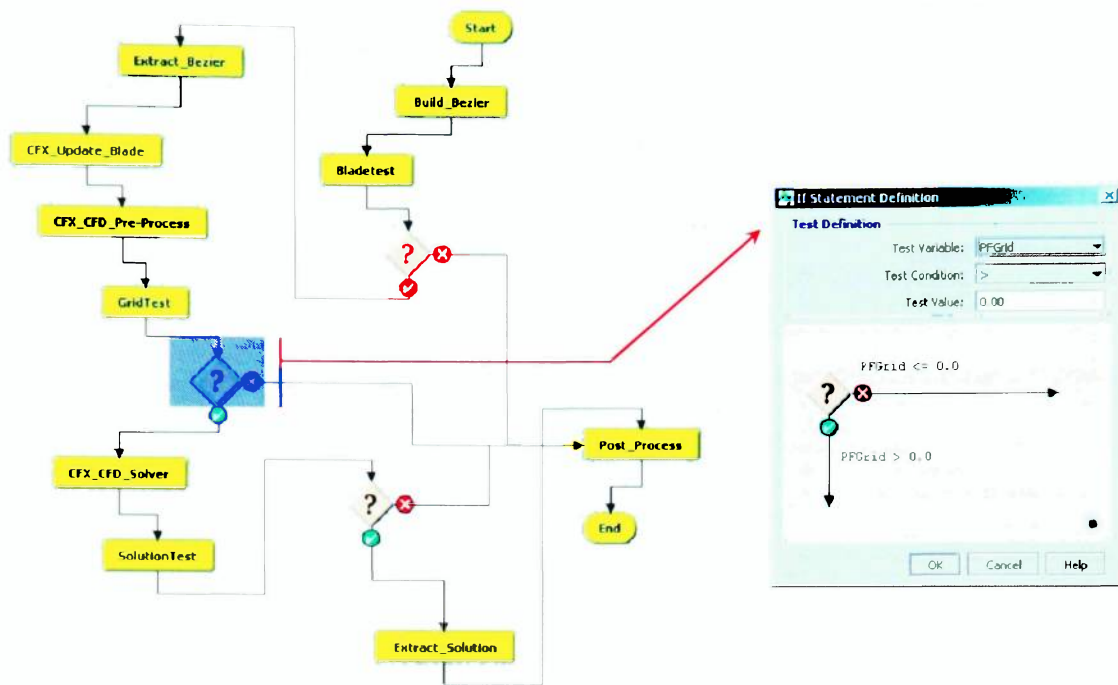 Start
Extract_Bezier
Build_Bezier
CFX_Update_Blade
Bladetest
CFX_CFD_Pre-Process
?
GridTest
?
CFX_CFD_Solver
Post_Process
?
SolutionTest
End
Extract_Solution
If Statement Definition
Test Definition
Test Variable: PFGrid
Test Condition: >
Test Value: 0.00
PFGrid <= 0.0
?
PFGrid > 0.0
OK Cancel Help